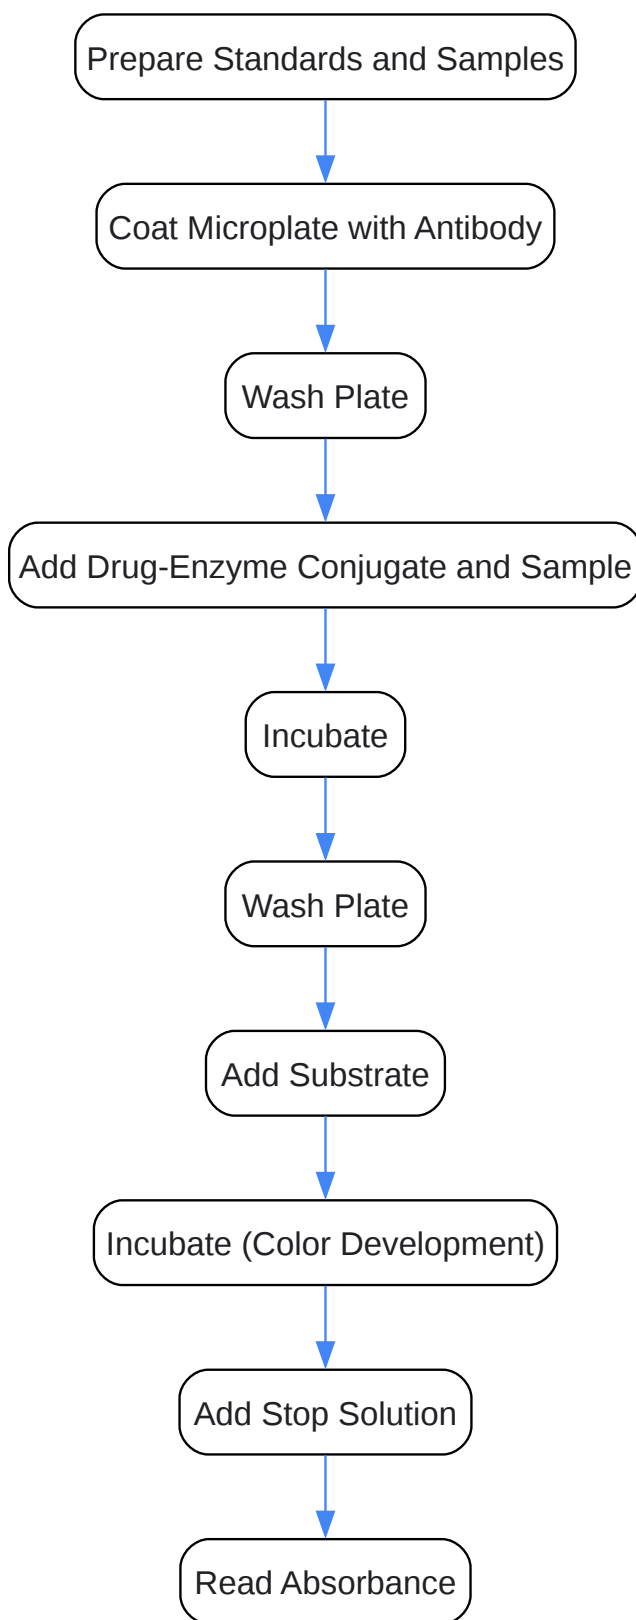 Prepare Standards and Samples
Coat Microplate with Antibody
Wash Plate
Add Drug-Enzyme Conjugate and Sample
Incubate
Wash Plate
Add Substrate
Incubate (Color Development)
Add Stop Solution
Read Absorbance